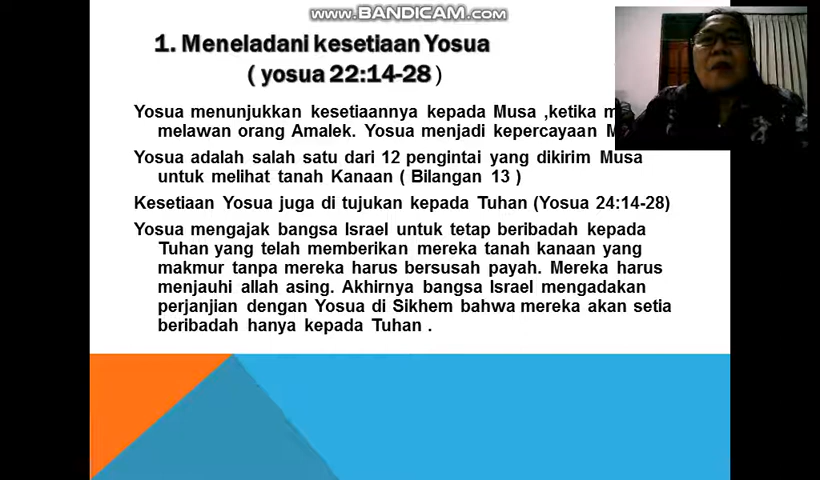 www.BANDICAM.com
1. Meneladani kesetiaan Yosua
( yosua 22:14-28 )
Yosua menunjukkan kesetiaannya kepada Musa ,ketika
melawan orang Amalek. Yosua menjadi kepercayaan
Yosua adalah salah satu dari 12 pengintai yang dikirim Musa
untuk melihat tanah Kanaan ( Bilangan 13 )
Kesetiaan Yosua juga di tujukan kepada Tuhan (Yosua 24:14-28)
Yosua mengajak bangsa Israel untuk tetap beribadah kepada
Tuhan yang telah memberikan mereka tanah kanaan yang
makmur tanpa mereka harus bersusah payah. Mereka harus
menjauhi allah asing. Akhirnya bangsa Israel mengadakan
perjanjian dengan Yosua di Sikhem bahwa mereka akan setia
beribadah hanya kepada Tuhan .